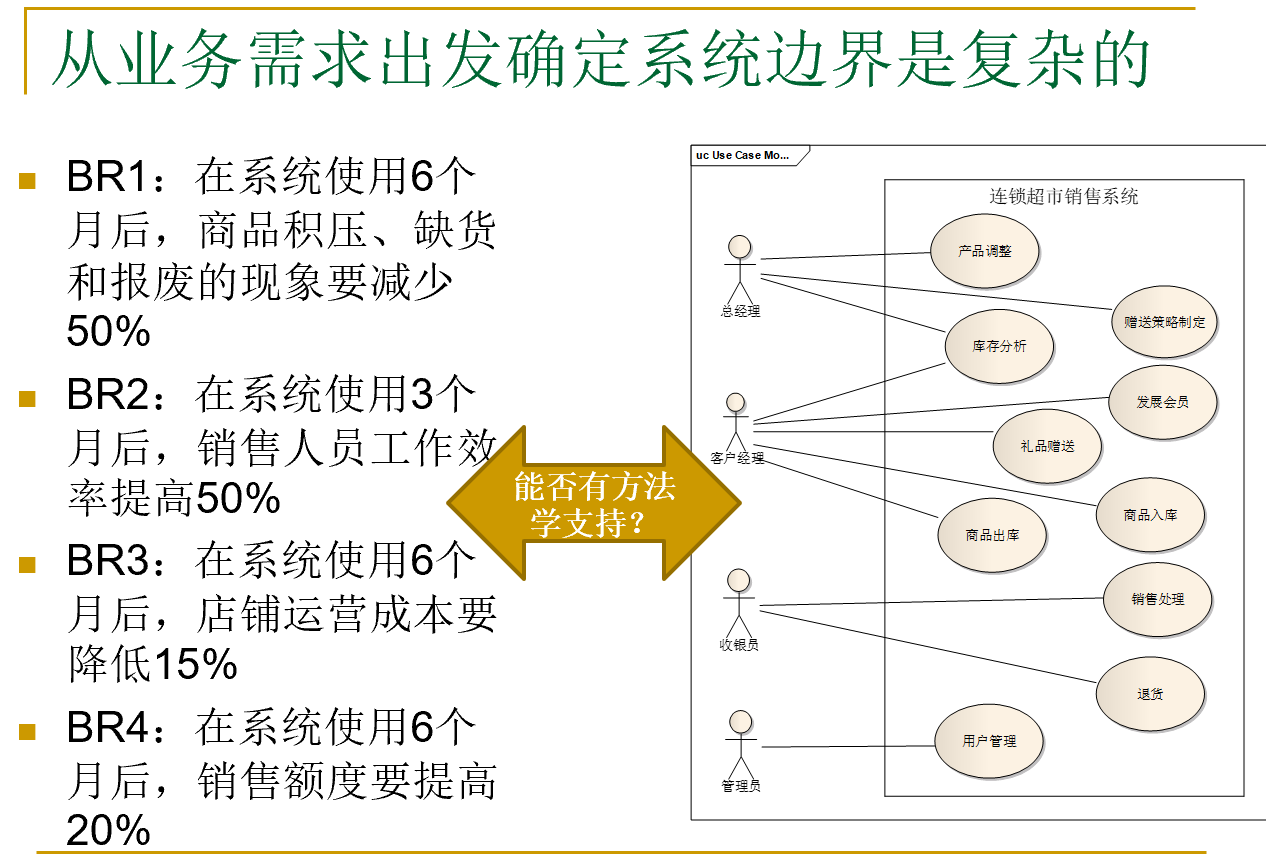 从业务需求出发确定系统边界是复杂的
BR1：在系统使用6个
月后，商品积压、缺货
和报废的现象要减少
50%
BR2：在系统使用3个
月后，销售人员工作效
率提高50%
BR3：在系统使用6个
月后，店铺运营成本要
降低15%
BR4：在系统使用6个
月后，销售额度要提高
20%
能否有方法
学支持？
uc Use Case Mo...
连锁超市销售系统
产品调整
总经理
赠送策略制定
库存分析
发展会员
礼品赠送
客户经理
商品入库
商品出库
销售处理
收银员
退货
用户管理
管理员